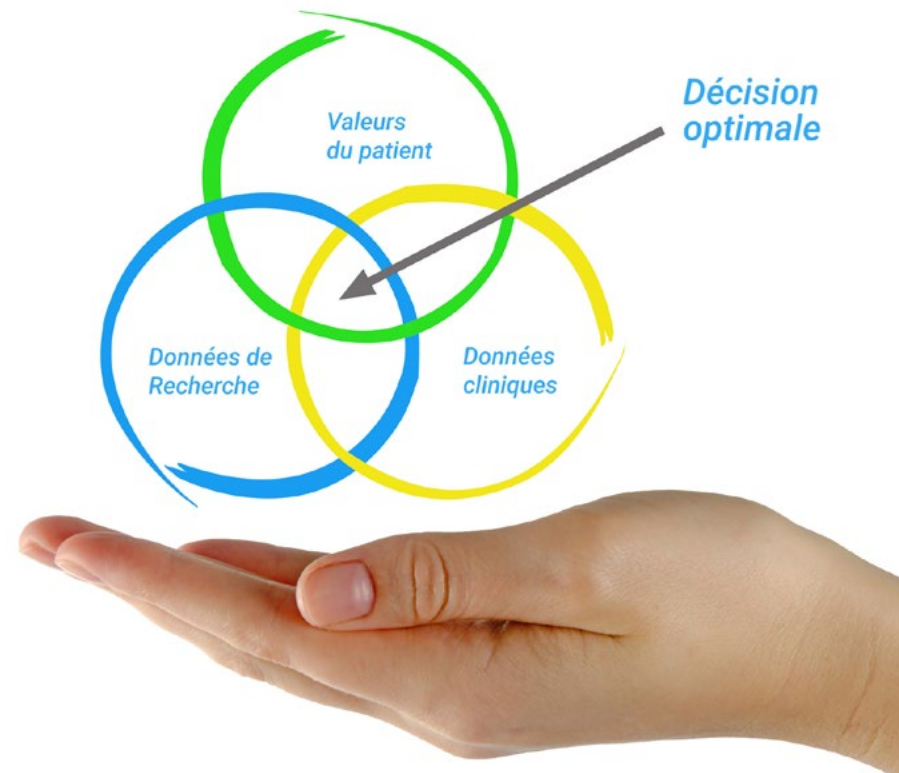 Valeurs
du patient
Décision
optimale
Données de
Recherche
Données
cliniques